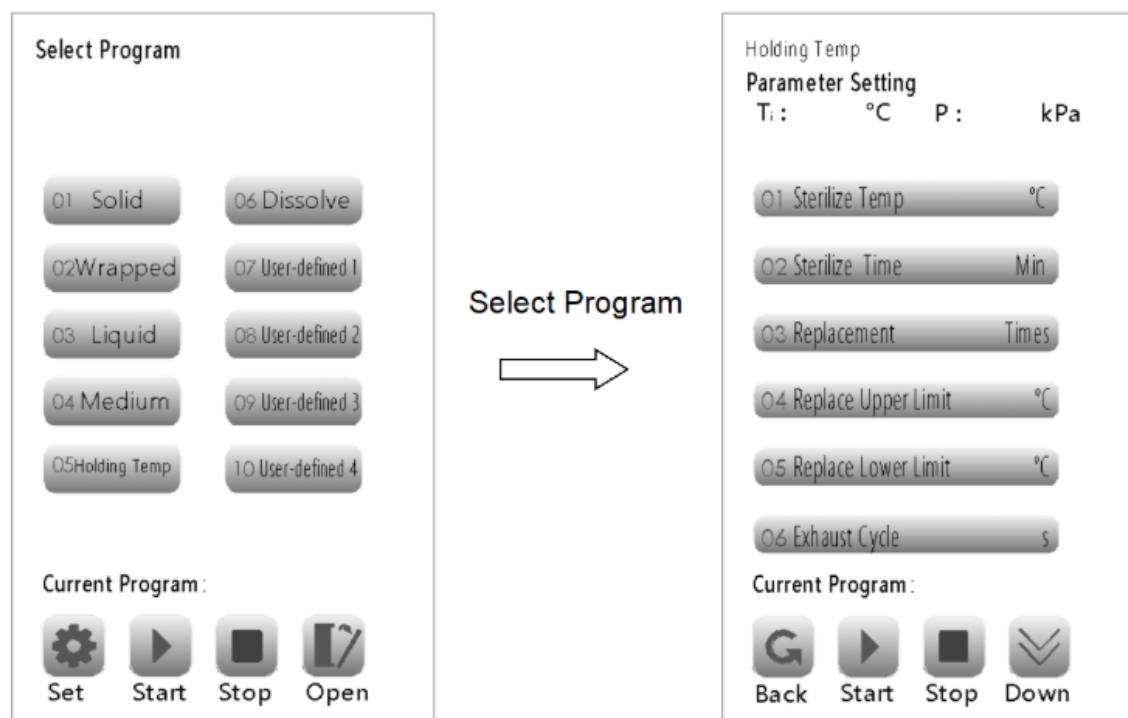 Select Program
01 Solid
06 Dissolve
02Wrapped
07 User-defined 1
03 Liquid
08 User-defined 2
04 Medium
09 User-defined 3
05Holding Temp
10 User-defined 4
Current Program:
Set Start Stop Open
Select Program
Holding Temp
Parameter Setting
Ti: °C P: kPa
01 Sterilize Temp °C
02 Sterilize Time Min
03 Replacement Times
04 Replace Upper Limit °C
05 Replace Lower Limit °C
06 Exhaust Cycle s
Current Program:
Back Start Stop Down